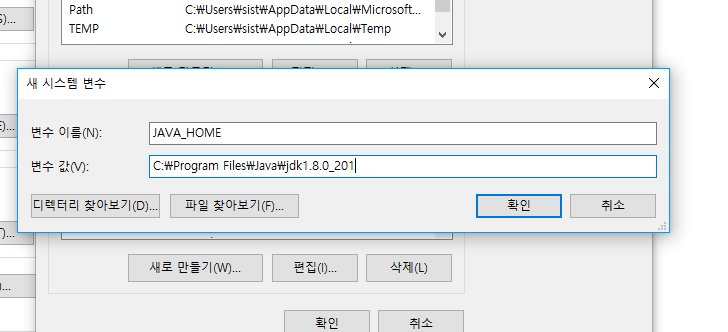 Path C:₩Users₩sist₩AppData₩Local₩Microsoft...
TEMP C:₩Users₩sist₩AppData₩Local₩Temp
)...
새 시스템 변수
변수 이름(N): JAVA_HOME
E)...
변수 값(V): C:₩Program Files₩Java₩jdk1.8.0_201
디렉터리 찾아보기(D)... 파일 찾아보기(F)... 확인 취소
)...
새로 만들기(W)... 편집(I)... 삭제(L)
)...
확인 취소